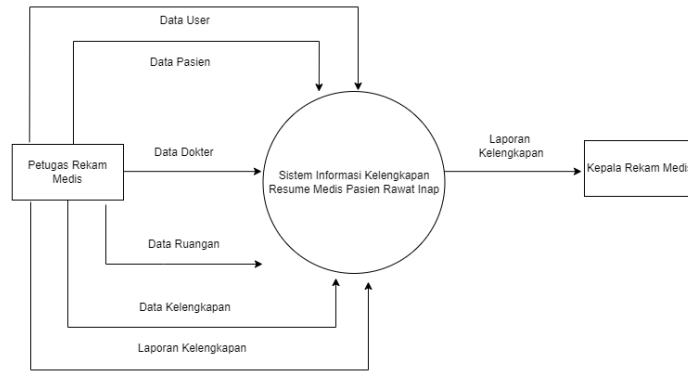 Data User
Data Pasien
Data Dokter
Laporan
Kelengkapan
Petugas Rekam
Medis
Sistem Informasi Kelengkapan
Resume Medis Pasien Rawat Inap
Kepala Rekam Medis
Data Ruangan
Data Kelengkapan
Laporan Kelengkapan